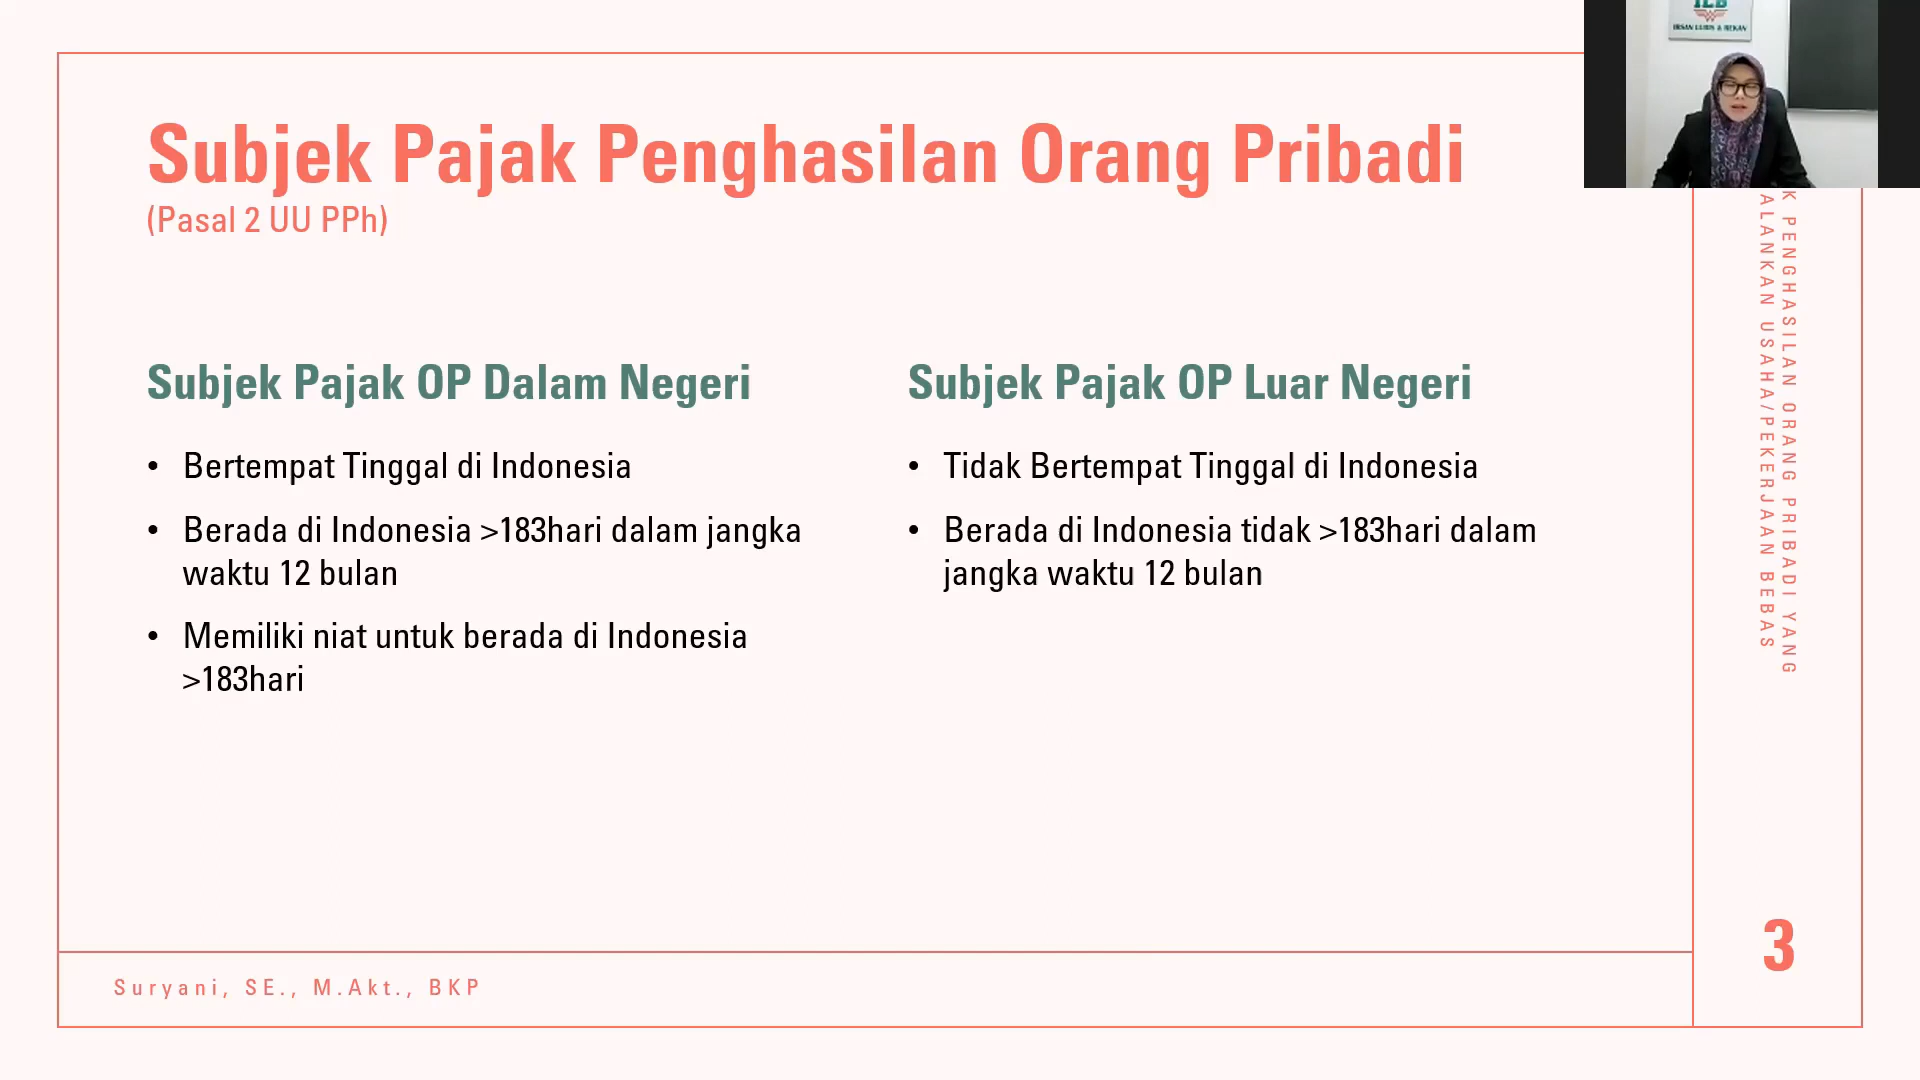 Subjek Pajak Penghasilan Orang Pribadi
(Pasal 2 UU PPh)
Subjek Pajak OP Dalam Negeri
• Bertempat Tinggal di Indonesia
• Berada di Indonesia >183hari dalam jangka
waktu 12 bulan
• Memiliki niat untuk berada di Indonesia
>183hari
Subjek Pajak OP Luar Negeri
• Tidak Bertempat Tinggal di Indonesia
• Berada di Indonesia tidak >183hari dalam
jangka waktu 12 bulan
K PENGHASILAN ORANG PRIBADI YANG
ALANKAN USAHA/PEKERJAAN BEBAS
3
Suryani, SE., M.Akt., BKP